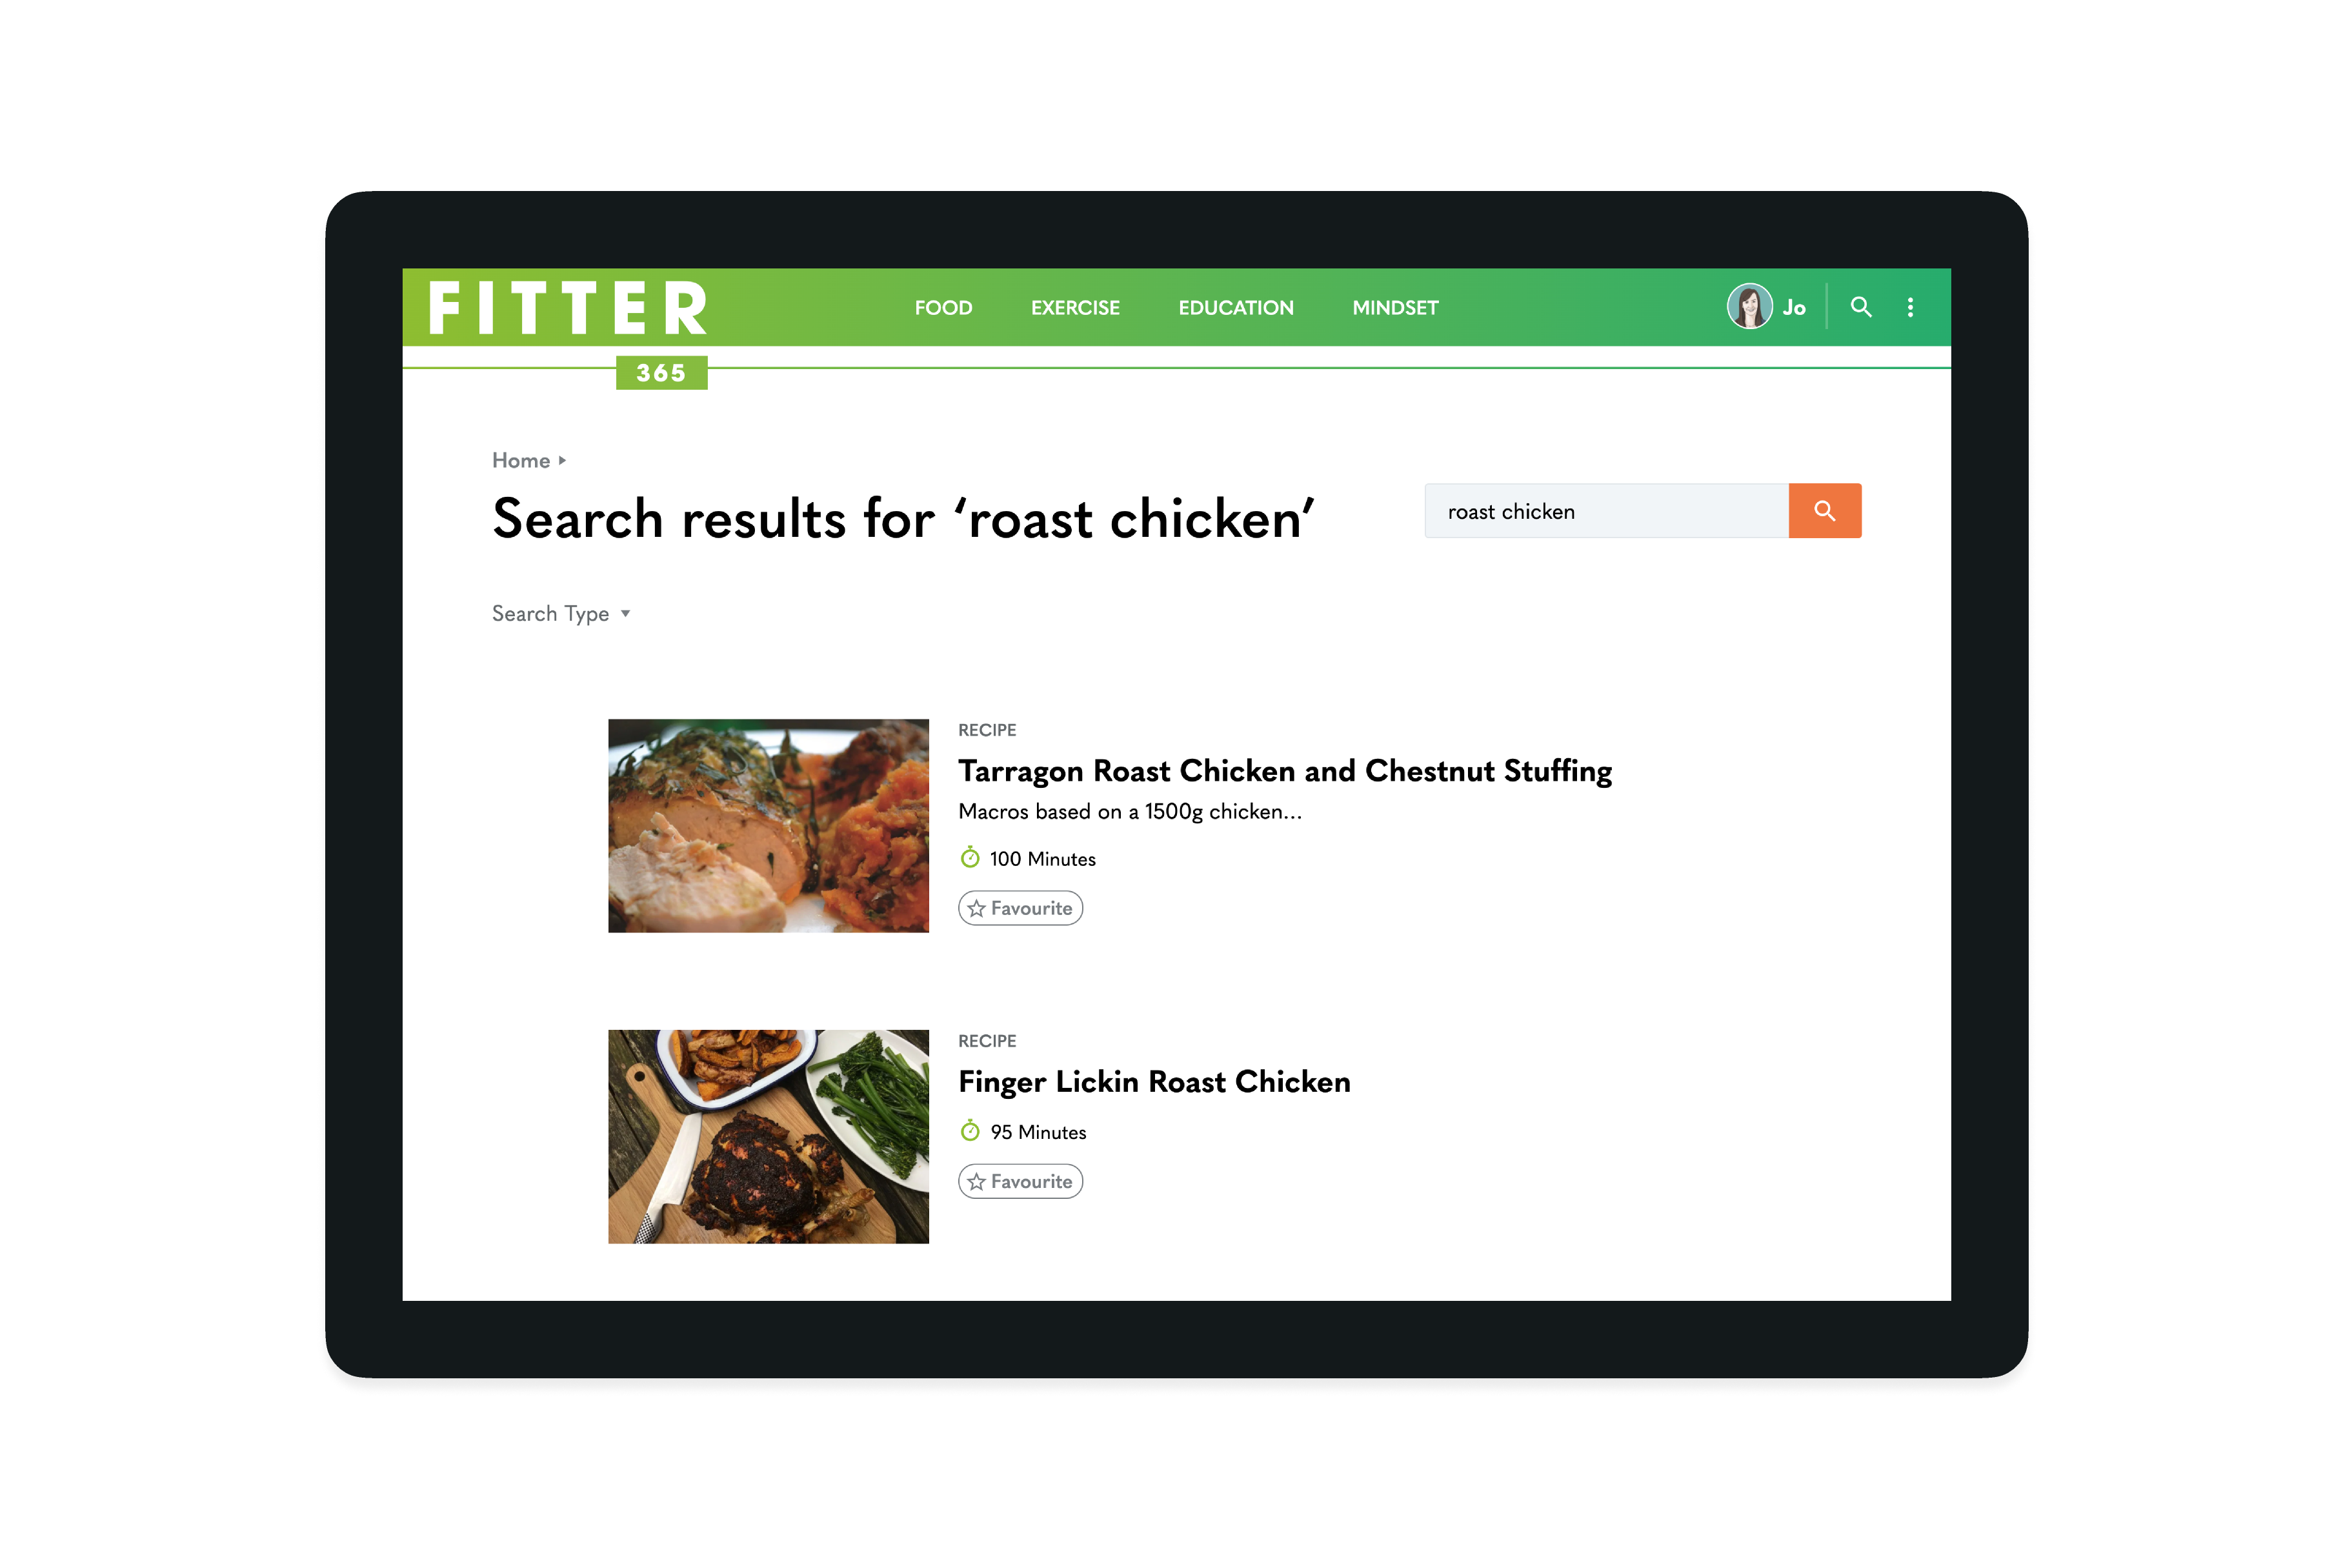 FITTER
FOOD EXERCISE EDUCATION MINDSET Jo
365
Home
Search results for ‘roast chicken’
roast chicken
Search Type
RECIPE
Tarragon Roast Chicken and Chestnut Stuffing
Macros based on a 1500g chicken...
100 Minutes
Favourite
RECIPE
Finger Lickin Roast Chicken
95 Minutes
Favourite